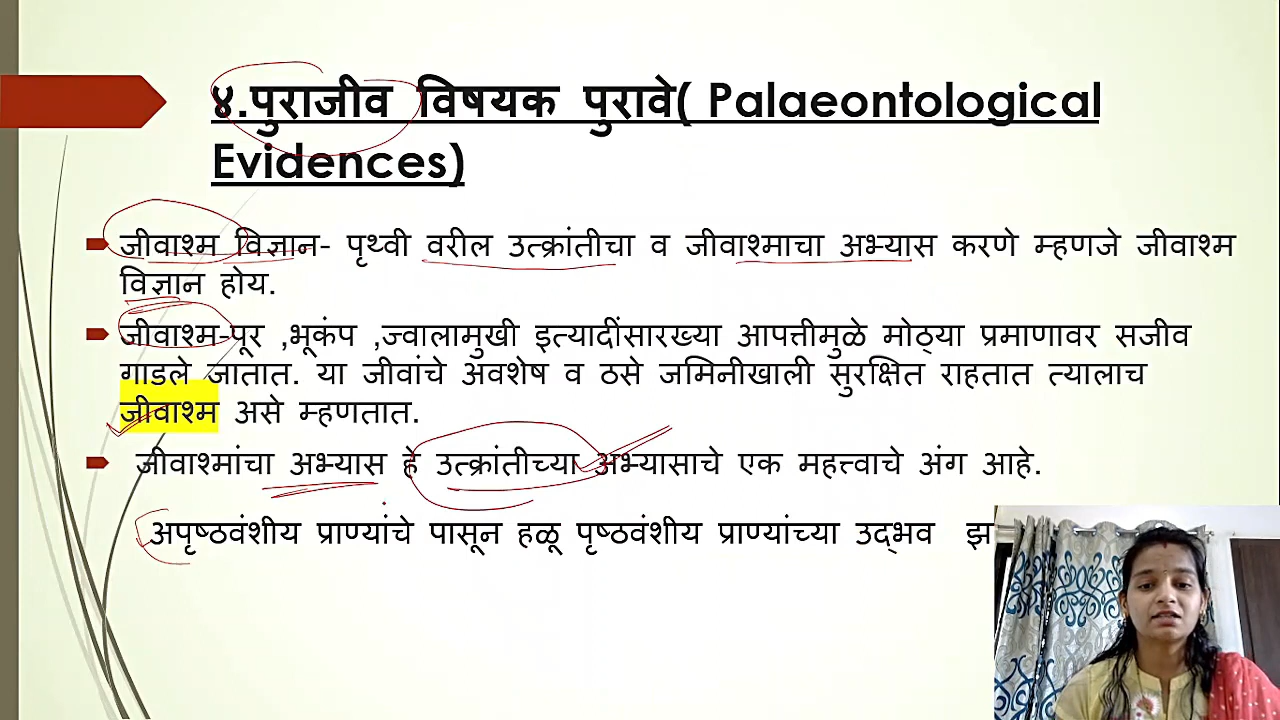 ४.पुराजीव विषयक पुरावे( Palaeontological
Evidences)
जीवाश्म विज्ञान- पृथ्वी वरील उत्क्रांतीचा व जीवाश्माचा अभ्यास करणे म्हणजे जीवाश्म
विज्ञान होय.
जीवाश्म-पूर ,भूकंप ,ज्वालामुखी इत्यादींसारख्या आपत्तीमुळे मोठ्या प्रमाणावर सजीव
गाडले जातात. या जीवांचे अवशेष व ठसे जमिनीखाली सुरक्षित राहतात त्यालाच
जीवाश्म असे म्हणतात.
जीवाश्मांचा अभ्यास हे उत्क्रांतीच्या अभ्यासाचे एक महत्त्वाचे अंग आहे.
अपृष्ठवंशीय प्राण्यांचे पासून हळू पृष्ठवंशीय प्राण्यांच्या उद्‌भव